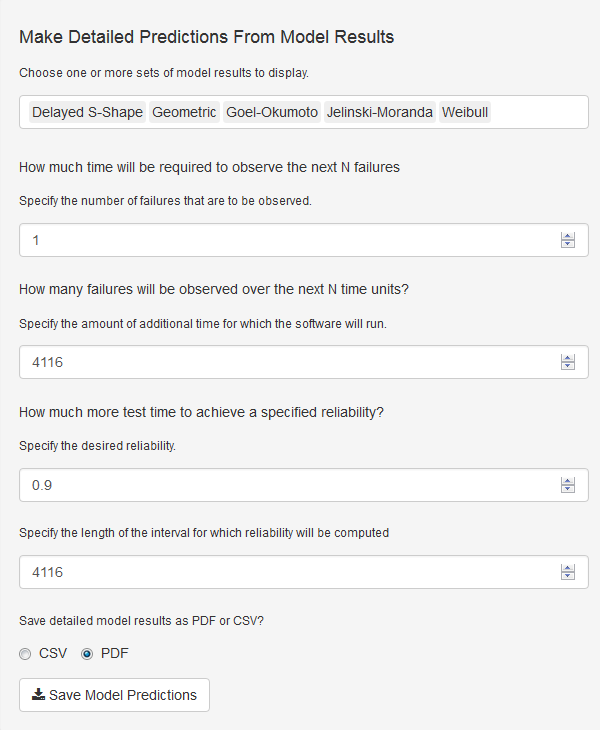 Make Detailed Predictions From Model Results
Choose one or more sets of model results to display.
Delayed S-Shape Geometric Goel-Okumoto Jelinski-Moranda Weibull
How much time will be required to observe the next N failures
Specify the number of failures that are to be observed.
1
How many failures will be observed over the next N time units?
Specify the amount of additional time for which the software will run.
4116
How much more test time to achieve a specified reliability?
Specify the desired reliability.
0.9
Specify the length of the interval for which reliability will be computed
4116
Save detailed model results as PDF or CSV?
CSV PDF
Save Model Predictions